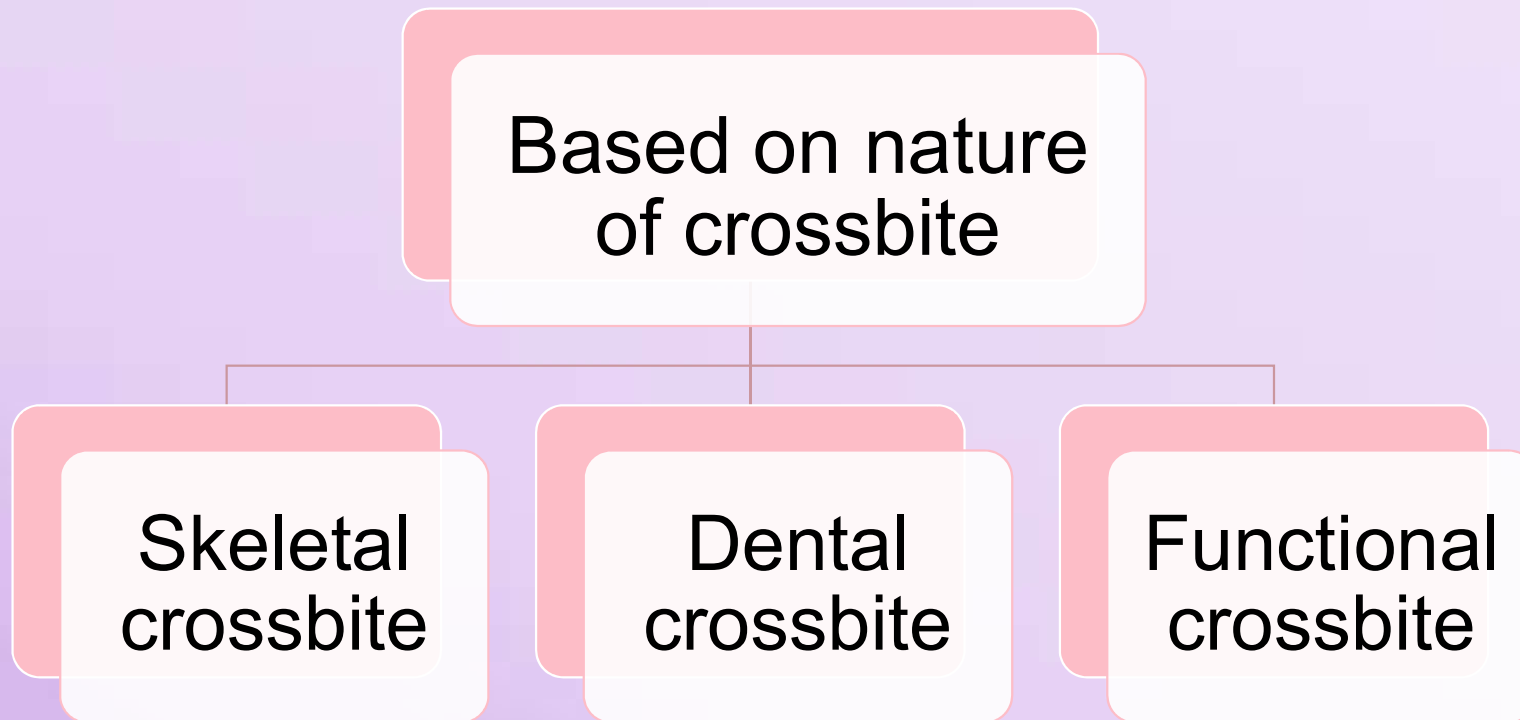 Based on nature
of crossbite
Skeletal
crossbite
Dental
crossbite
Functional
crossbite